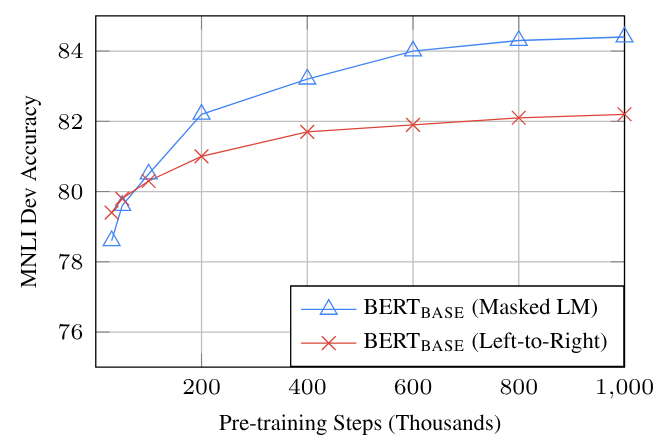 84
82
80
78
76
MNLI Dev Accuracy
BERTBASE (Masked LM)
BERTBASE (Left-to-Right)
200 400 600 800 1,000
Pre-training Steps (Thousands)